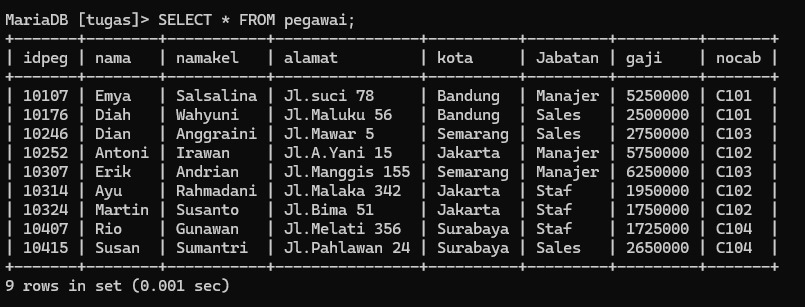 MariaDB [tugas]> SELECT * FROM pegawai;
+-------+--------+-----------+----------------+----------+---------+---------+-------+
| idpeg | nama   | namakel   | alamat         | kota     | Jabatan | gaji    | nocab |
+-------+--------+-----------+----------------+----------+---------+---------+-------+
| 10107 | Emya   | Salsalina | Jl.suci 78     | Bandung  | Manajer | 5250000 | C101  |
| 10176 | Diah   | Wahyuni   | Jl.Maluku 56   | Bandung  | Sales   | 2500000 | C101  |
| 10246 | Dian   | Anggraini | Jl.Mawar 5     | Semarang | Sales   | 2750000 | C103  |
| 10252 | Antoni | Irawan    | Jl.A.Yani 15   | Jakarta  | Manajer | 5750000 | C102  |
| 10307 | Erik   | Andrian   | Jl.Manggis 155 | Semarang | Manajer | 6250000 | C103  |
| 10314 | Ayu    | Rahmadani | Jl.Malaka 342  | Jakarta  | Staf    | 1950000 | C102  |
| 10324 | Martin | Susanto   | Jl.Bima 51     | Jakarta  | Staf    | 1750000 | C102  |
| 10407 | Rio    | Gunawan   | Jl.Melati 356  | Surabaya | Staf    | 1725000 | C104  |
| 10415 | Susan  | Sumantri  | Jl.Pahlawan 24 | Surabaya | Sales   | 2650000 | C104  |
+-------+--------+-----------+----------------+----------+---------+---------+-------+
9 rows in set (0.001 sec)